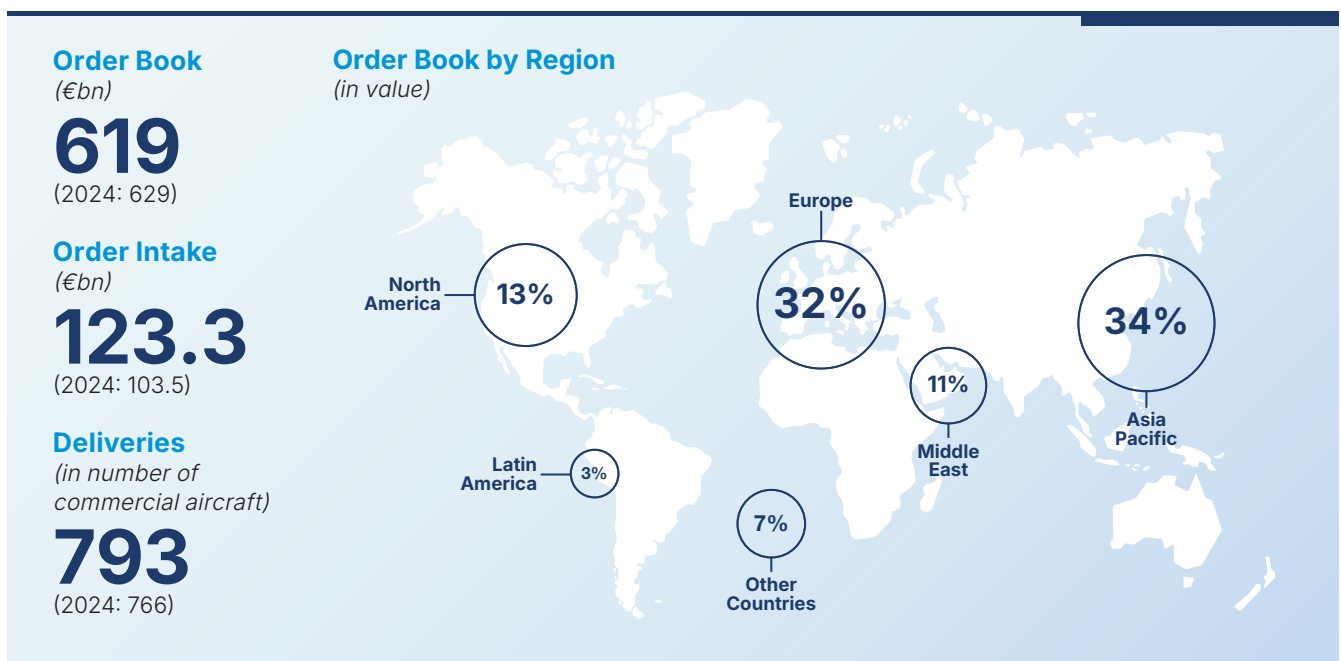 Order Book
(€bn)
619
(2024: 629)
Order Intake
(€bn)
123.3
(2024: 103.5)
Deliveries
(in number of
commercial aircraft)
793
(2024: 766)
Order Book by Region
(in value)
North
America
13%
Europe
32%
34%
Asia
Pacific
11%
Middle
East
Latin
America
3%
7%
Other
Countries